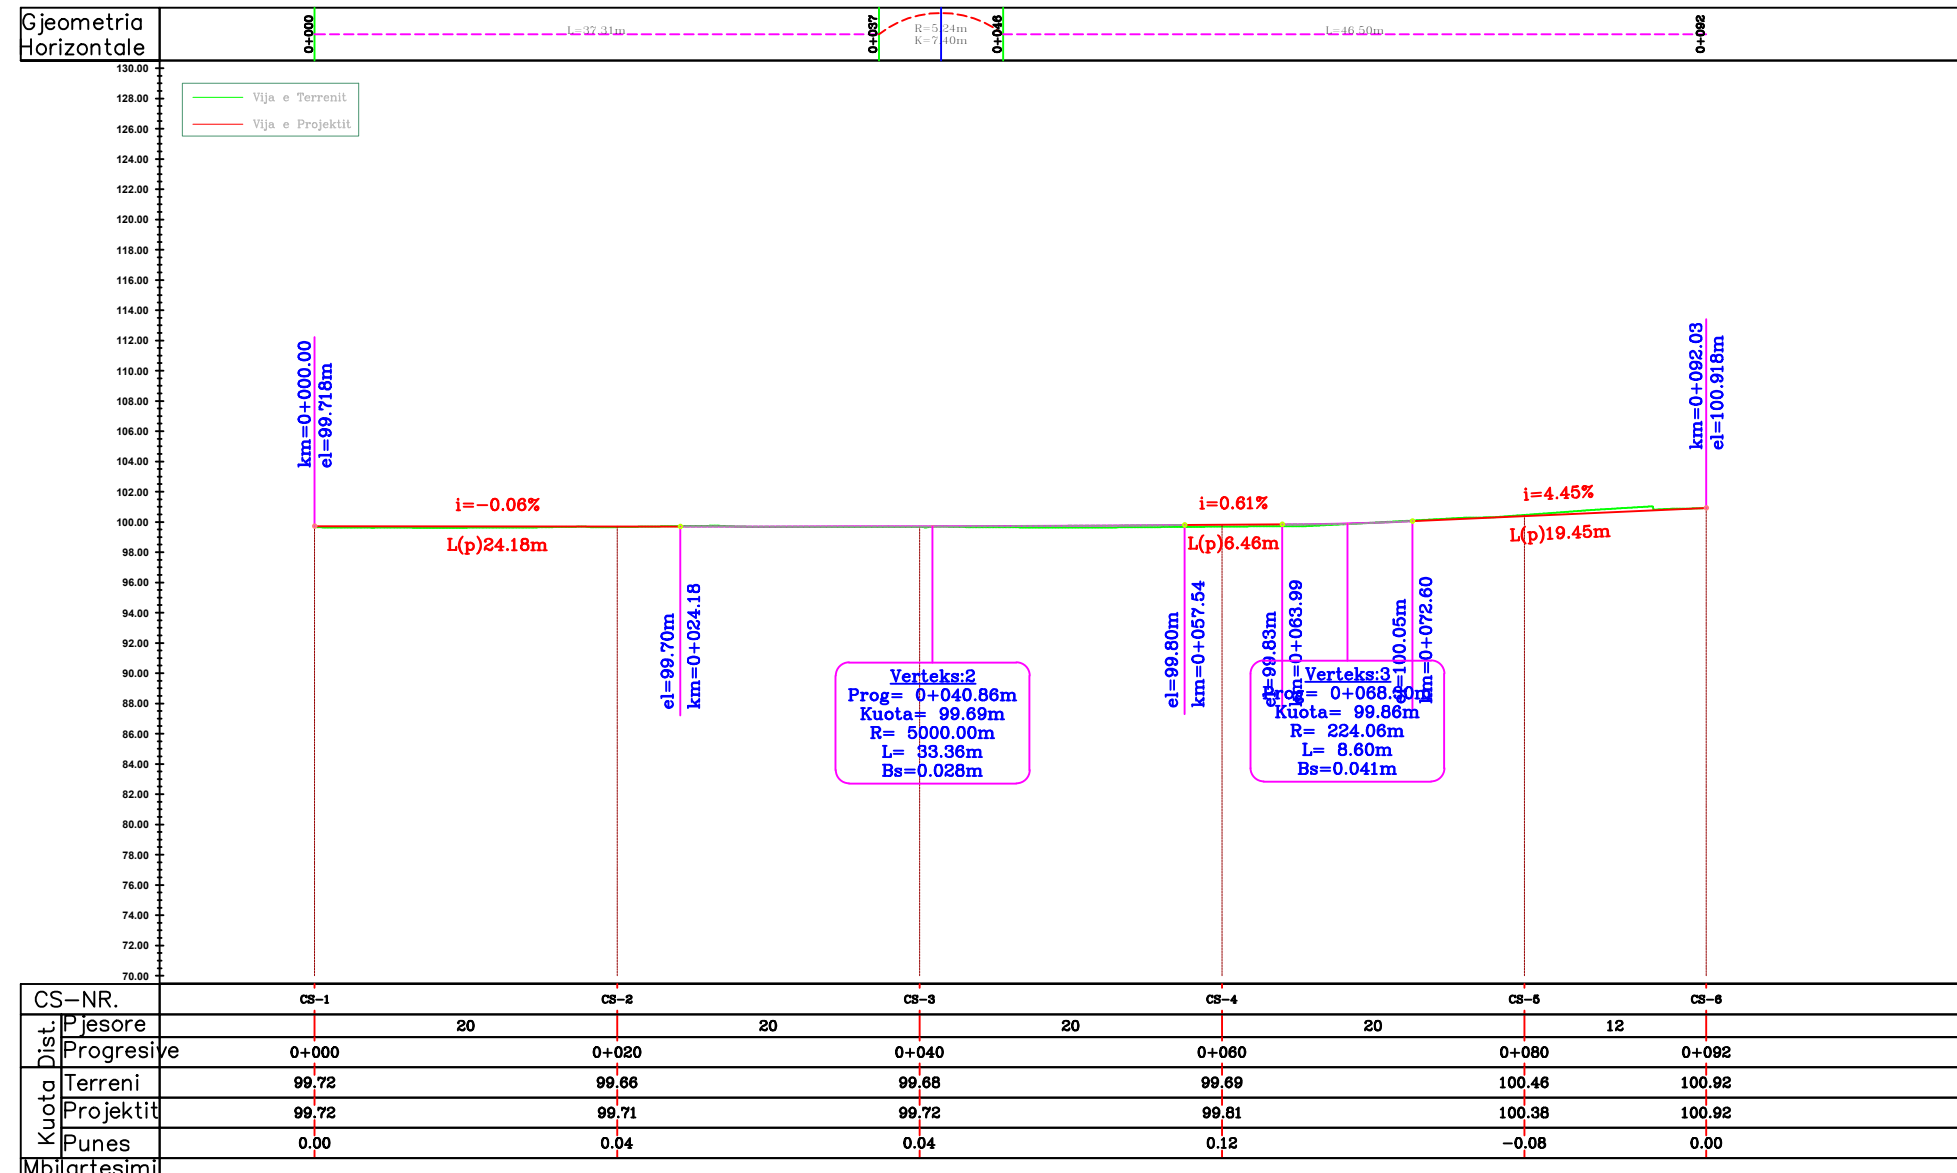 Gjeometria
Horizontale
0+000
L=37.31m
0+037
R=5.24m
K=7.40m
0+046
L=46.50m
0+092
130.00
128.00
126.00
124.00
122.00
120.00
118.00
116.00
114.00
112.00
110.00
108.00
106.00
104.00
102.00
100.00
98.00
96.00
94.00
92.00
90.00
88.00
86.00
84.00
82.00
80.00
78.00
76.00
74.00
72.00
70.00
Vija e Terrenit
Vija e Projektit
km=0+000.00
el=99.718m
i=-0.06%
L(p)24.18m
el=99.70m
km=0+024.18
Verteks:2
Prog= 0+040.86m
Kuota= 99.69m
R= 5000.00m
L= 33.36m
Bs=0.028m
el=99.80m
km=0+057.54
i=0.61%
L(p)6.46m
el=99.83m
km=0+063.99
Verteks:3
Prog= 0+068.30m
Kuota= 99.86m
R= 224.06m
L= 8.60m
Bs=0.041m
el=100.05m
km=0+072.60
i=4.45%
L(p)19.45m
km=0+092.03
el=100.918m
CS-NR. CS-1 CS-2 CS-3 CS-4 CS-5 CS-6
Dist.
Pjesore 20 20 20 20 12
Progresive 0+000 0+020 0+040 0+060 0+080 0+092
Kuota
Terreni 99.72 99.66 99.68 99.69 100.46 100.92
Projektit 99.72 99.71 99.72 99.81 100.38 100.92
Punes 0.00 0.04 0.04 0.12 -0.08 0.00
Mbilartesimi